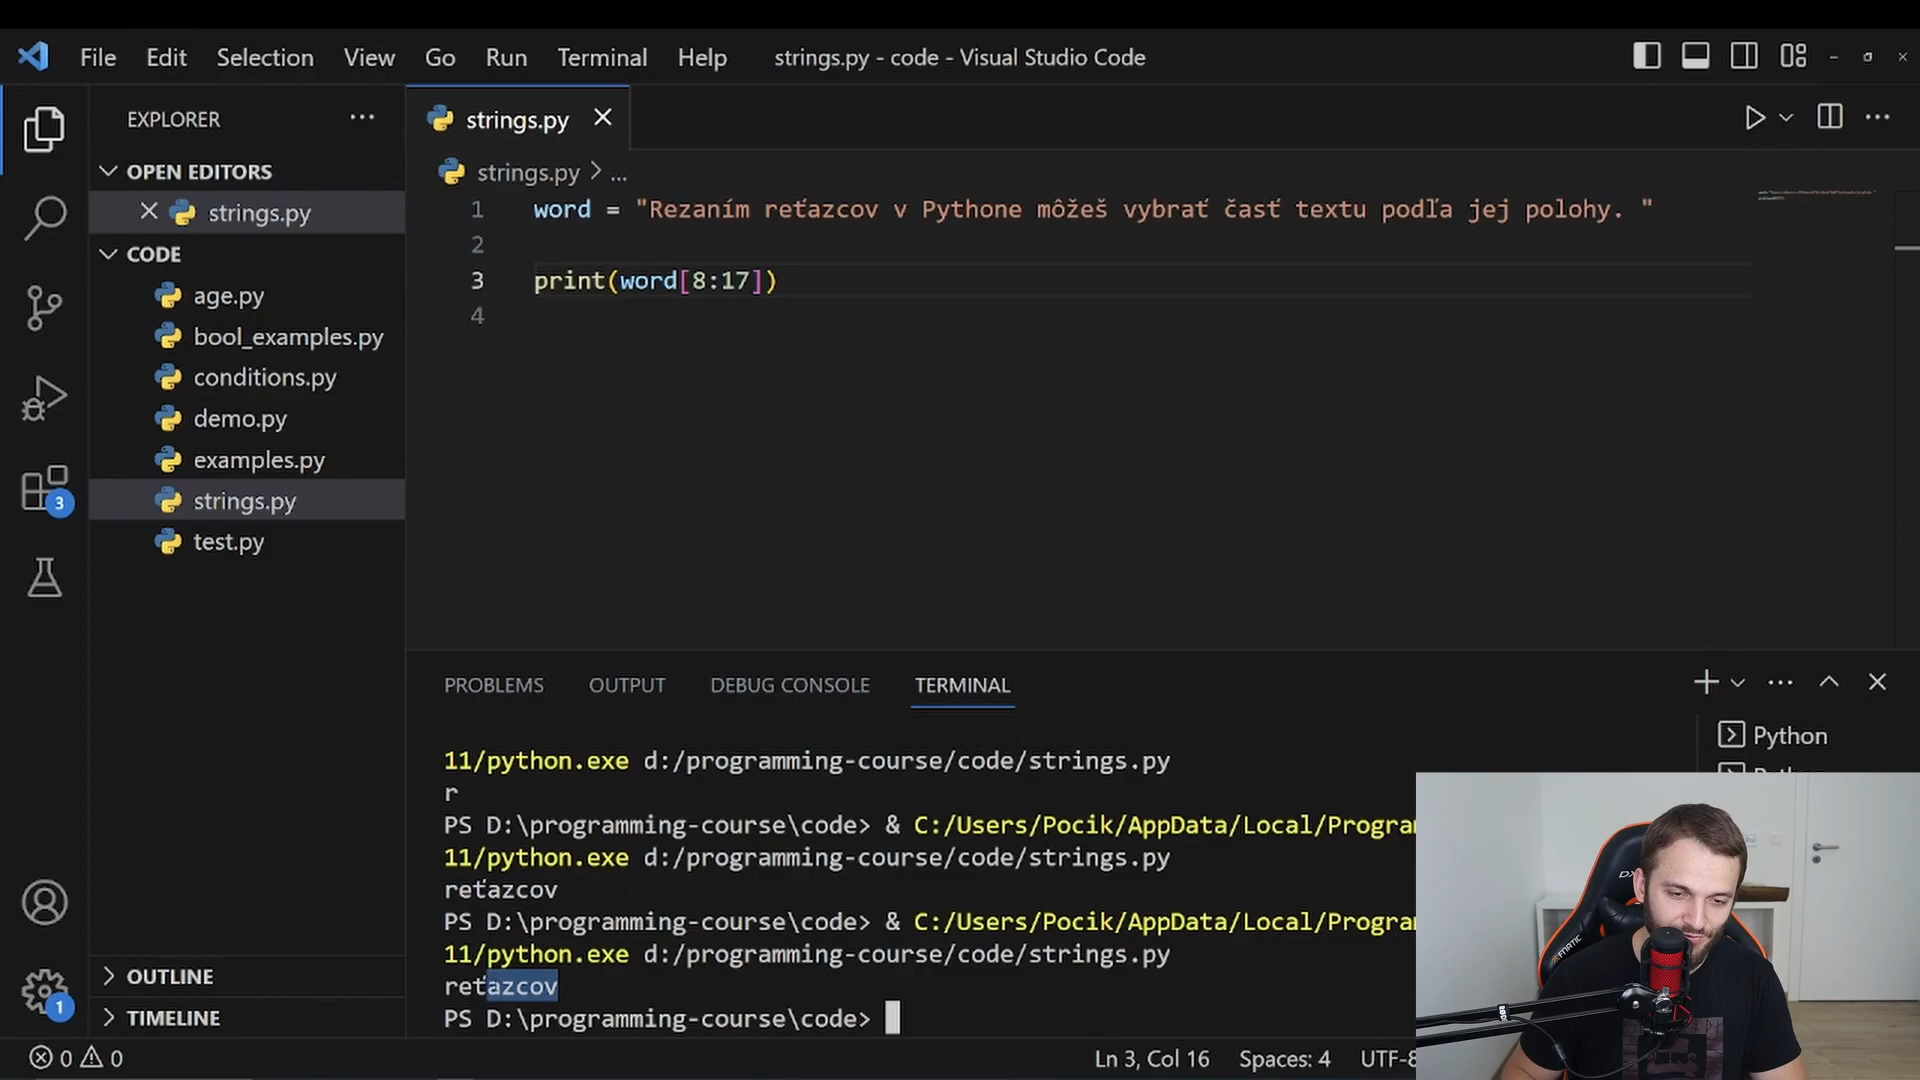 File Edit Selection View Go Run Terminal Help strings.py - code - Visual Studio Code
EXPLORER ...
strings.py
OPEN EDITORS
strings.py
CODE
age.py
bool_examples.py
conditions.py
demo.py
examples.py
strings.py
test.py
OUTLINE
TIMELINE
3
1
strings.py > ...
1 word = "Rezaním reťazcov v Pythone môžeš vybrať časť textu podľa jej polohy. "
2
3 print(word[8:17])
4
PROBLEMS OUTPUT DEBUG CONSOLE TERMINAL
11/python.exe d:/programming-course/code/strings.py
r
PS D:\programming-course\code> & C:/Users/Pocik/AppData/Local/Progra
11/python.exe d:/programming-course/code/strings.py
reťazcov
PS D:\programming-course\code> & C:/Users/Pocik/AppData/Local/Progra
11/python.exe d:/programming-course/code/strings.py
reťazcov
PS D:\programming-course\code>
Python
0 0
Ln 3, Col 16 Spaces: 4 UTF-8